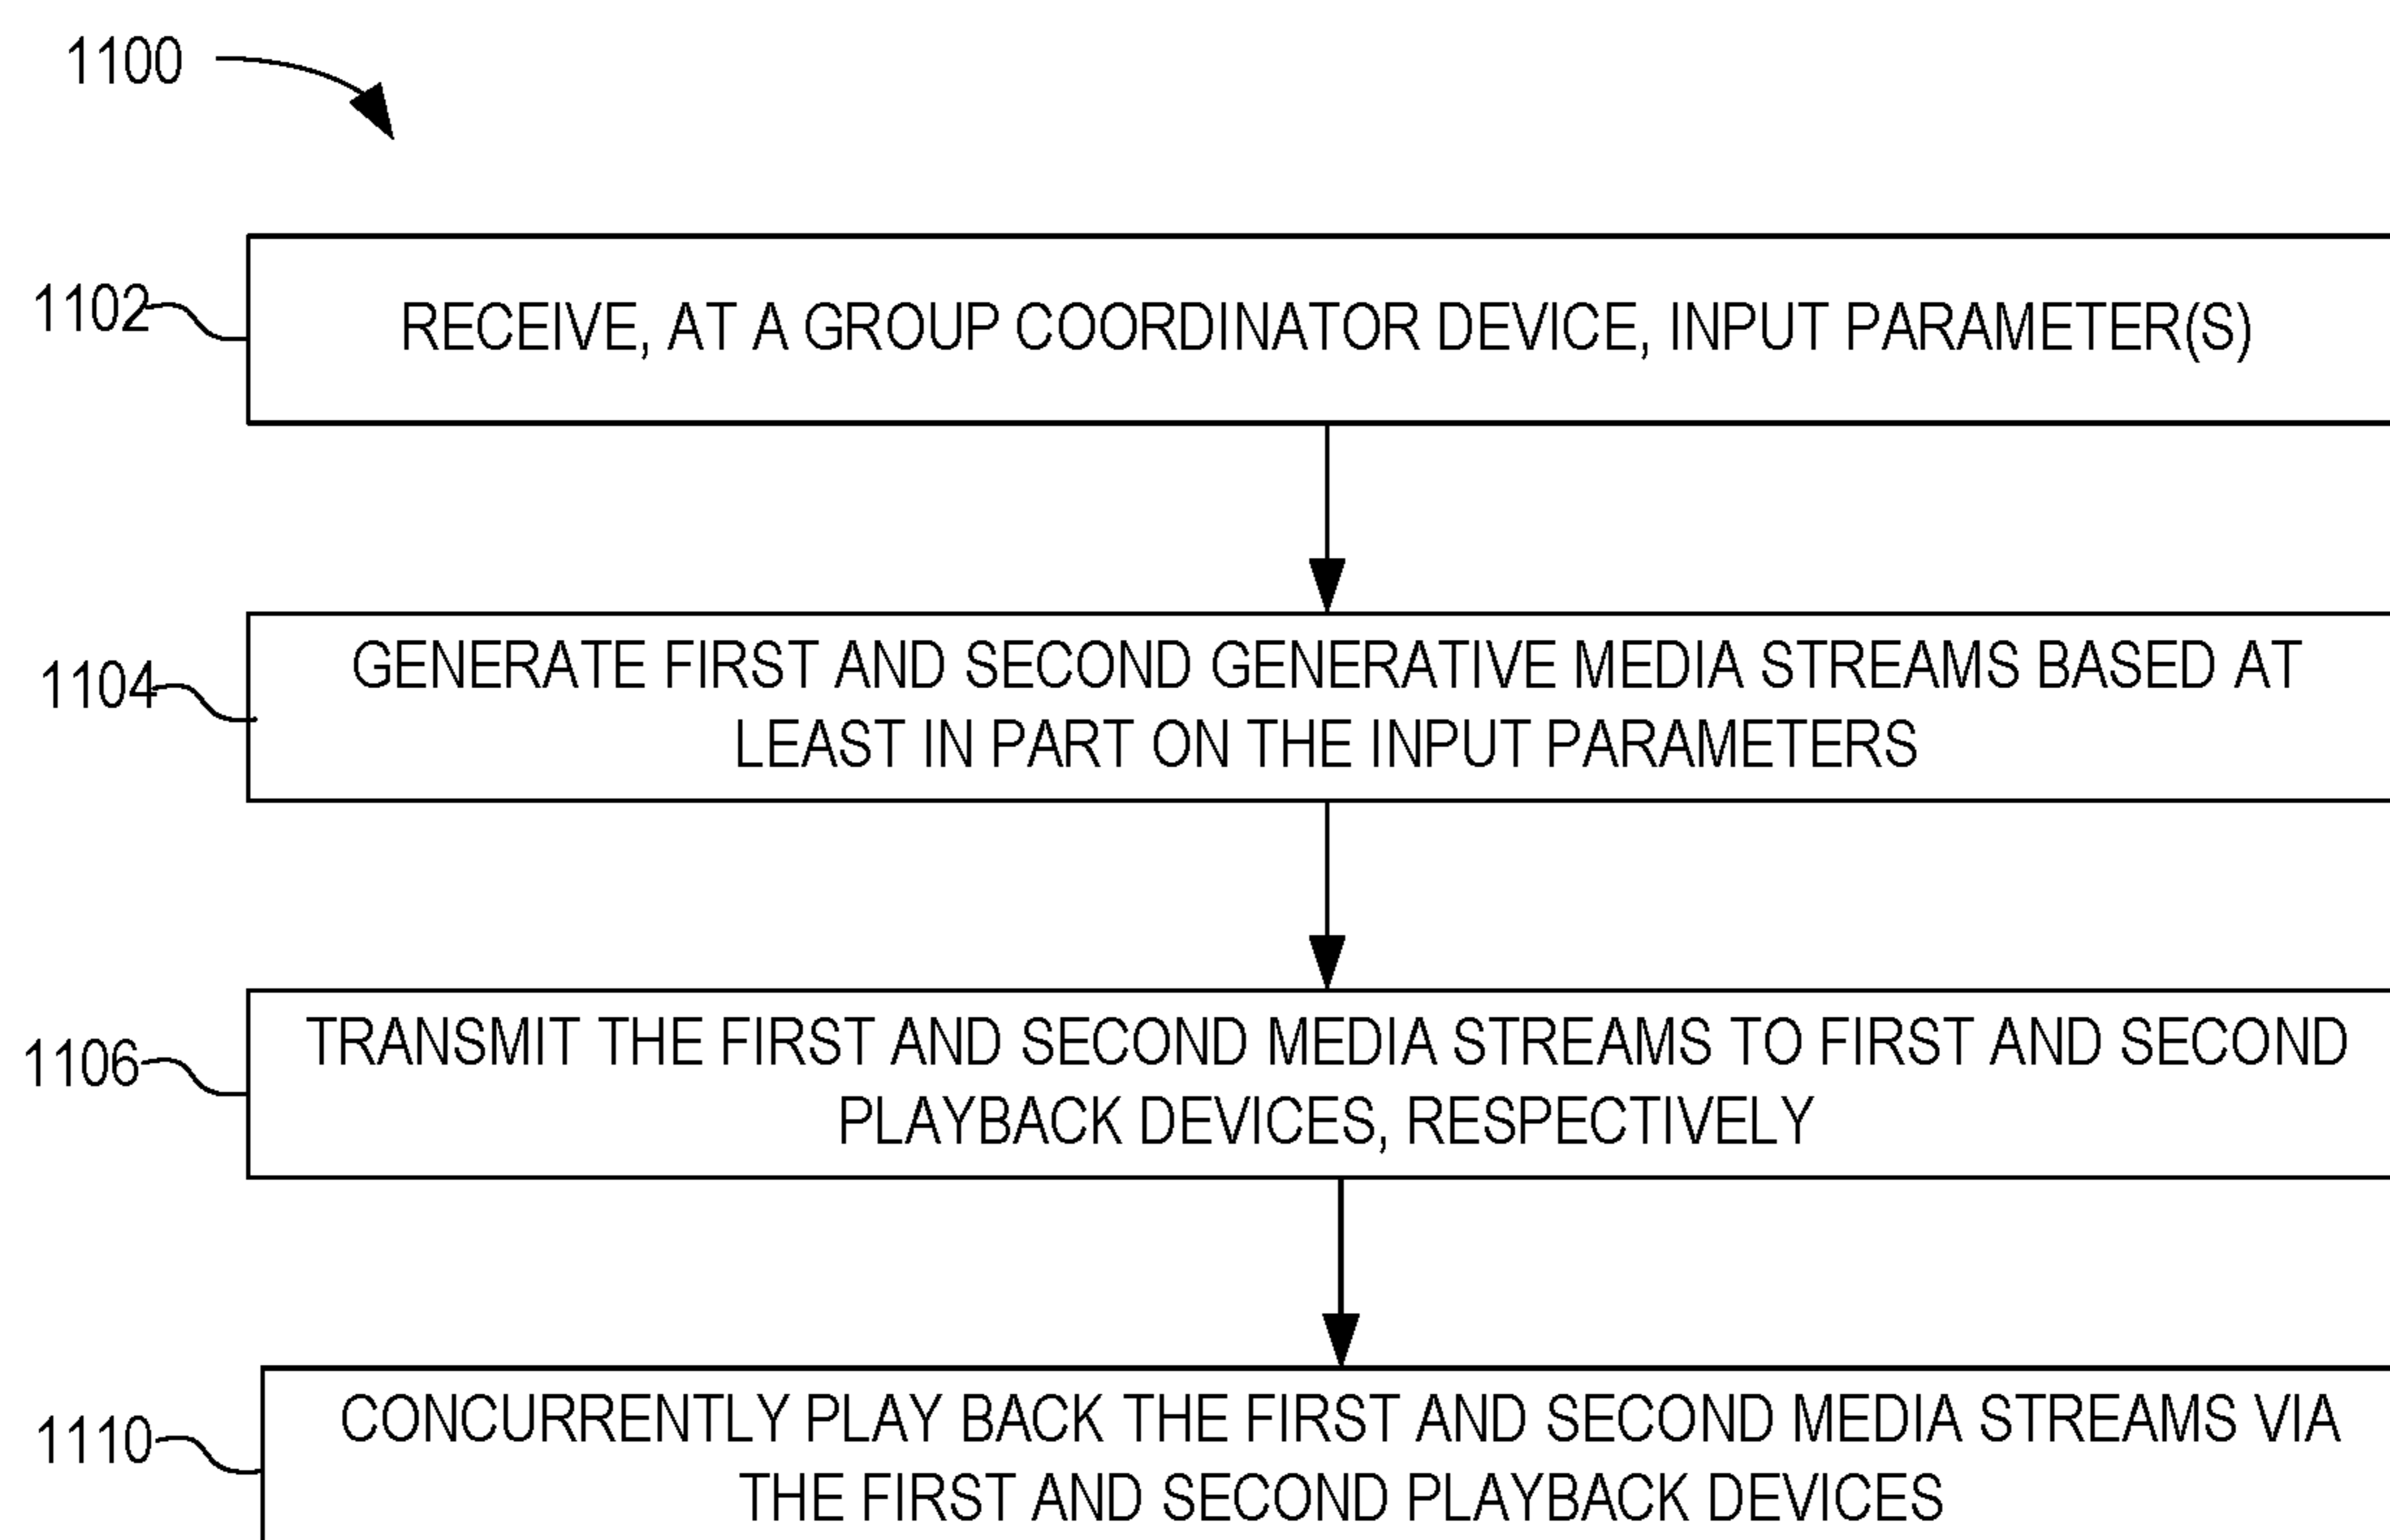 1100
1102
RECEIVE, AT A GROUP COORDINATOR DEVICE, INPUT PARAMETER(S)
1104
GENERATE FIRST AND SECOND GENERATIVE MEDIA STREAMS BASED AT
LEAST IN PART ON THE INPUT PARAMETERS
1106
TRANSMIT THE FIRST AND SECOND MEDIA STREAMS TO FIRST AND SECOND
PLAYBACK DEVICES, RESPECTIVELY
1110
CONCURRENTLY PLAY BACK THE FIRST AND SECOND MEDIA STREAMS VIA
THE FIRST AND SECOND PLAYBACK DEVICES